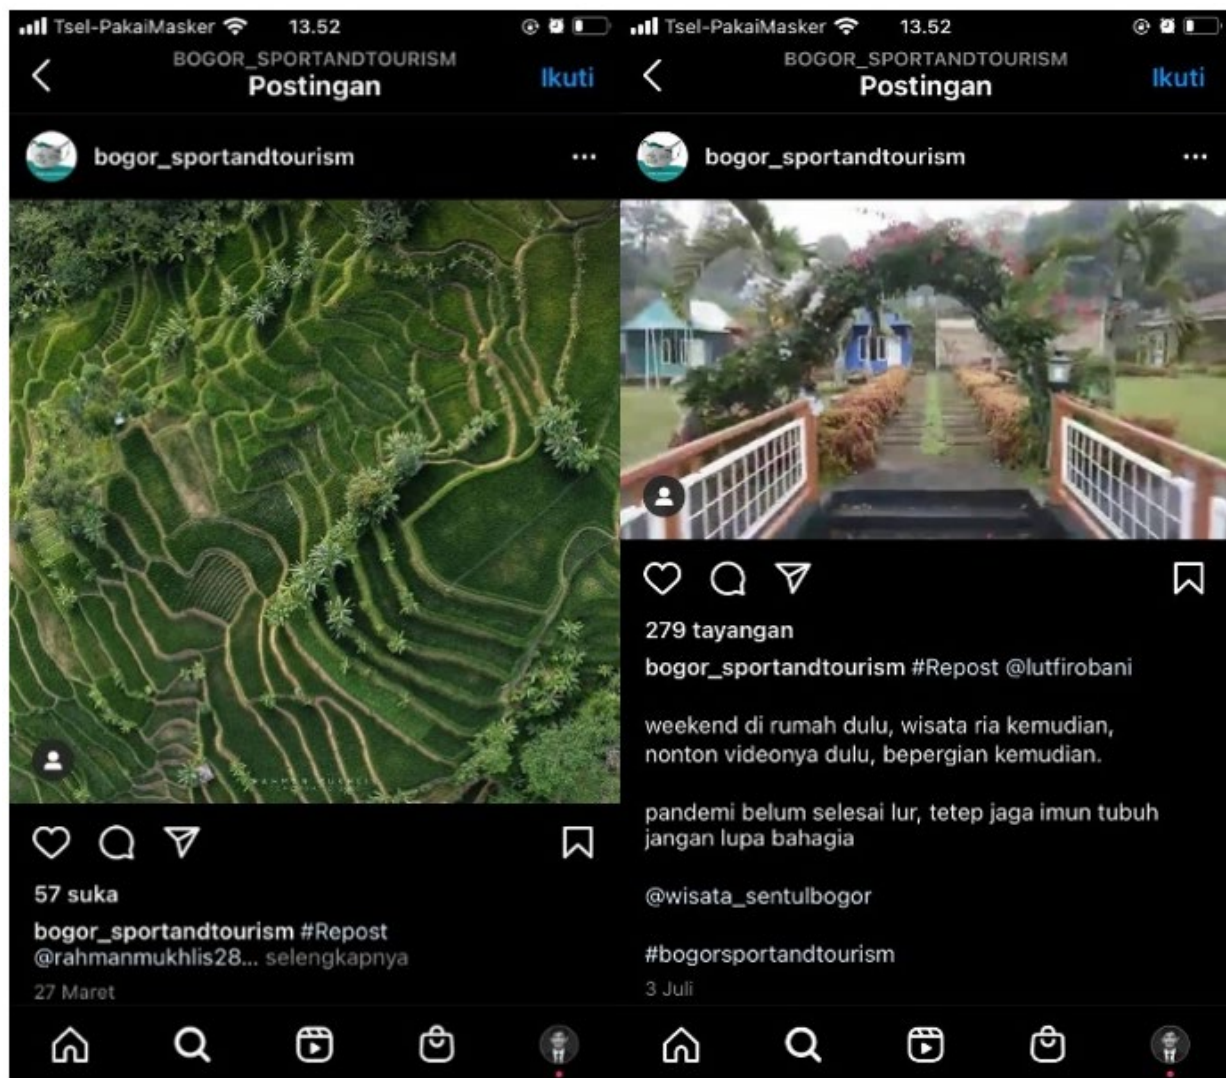 Tsel-PakaiMasker 13.52
BOGOR_SPORTANDTOURISM
Postingan
Ikuti
bogor_sportandtourism
RAHMAN MUKHLIS
57 suka
bogor_sportandtourism #Repost
@rahmanmukhlis28... selengkapnya
27 Maret
Tsel-PakaiMasker 13.52
BOGOR_SPORTANDTOURISM
Postingan
Ikuti
bogor_sportandtourism
279 tayangan
bogor_sportandtourism #Repost @lutfirobani
weekend di rumah dulu, wisata ria kemudian,
nonton videonya dulu, bepergian kemudian.
pandemi belum selesai lur, tetep jaga imun tubuh
jangan lupa bahagia
@wisata_sentulbogor
#bogorsportandtourism
3 Juli